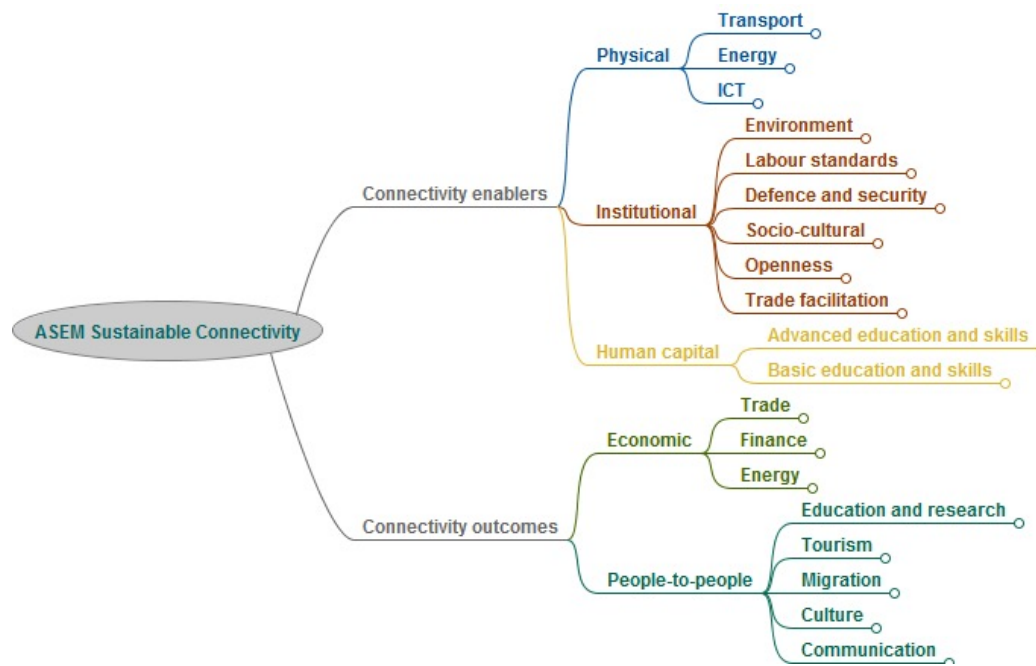 Transport
Physical
Energy
ICT
Environment
Labour standards
Connectivity enablers
Defence and security
Institutional
Socio-cultural
Openness
Trade facilitation
ASEM Sustainable Connectivity
Advanced education and skills
Human capital
Basic education and skills
Trade
Economic
Finance
Energy
Education and research
Connectivity outcomes
Tourism
People-to-people
Migration
Culture
Communication